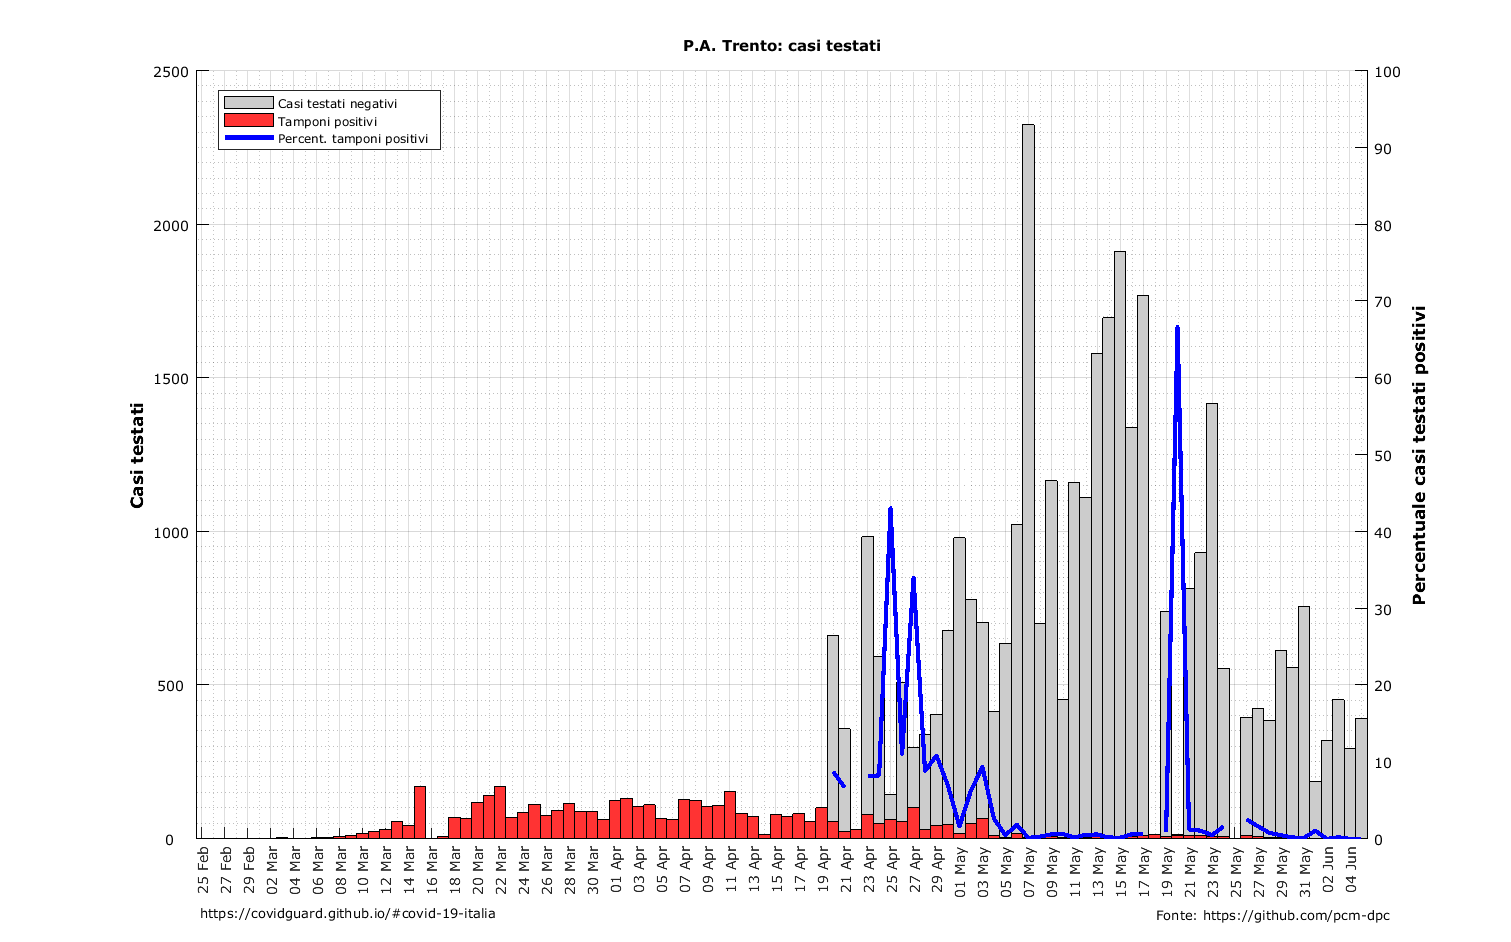 P.A. Trento: casi testati
Casi testati negativi
Tamponi positivi
Percent. tamponi positivi
Casi testati
2500
2000
1500
1000
500
0
100
90
80
70
60
50
40
30
20
10
0
Percentuale casi testati positivi
25 Feb
27 Feb
29 Feb
02 Mar
04 Mar
06 Mar
08 Mar
10 Mar
12 Mar
14 Mar
16 Mar
18 Mar
20 Mar
22 Mar
24 Mar
26 Mar
28 Mar
30 Mar
01 Apr
03 Apr
05 Apr
07 Apr
09 Apr
11 Apr
13 Apr
15 Apr
17 Apr
19 Apr
21 Apr
23 Apr
25 Apr
27 Apr
29 Apr
01 May
03 May
05 May
07 May
09 May
11 May
13 May
15 May
17 May
19 May
21 May
23 May
25 May
27 May
29 May
31 May
02 Jun
04 Jun
https://covidguard.github.io/#covid-19-italia
Fonte: https://github.com/pcm-dpc